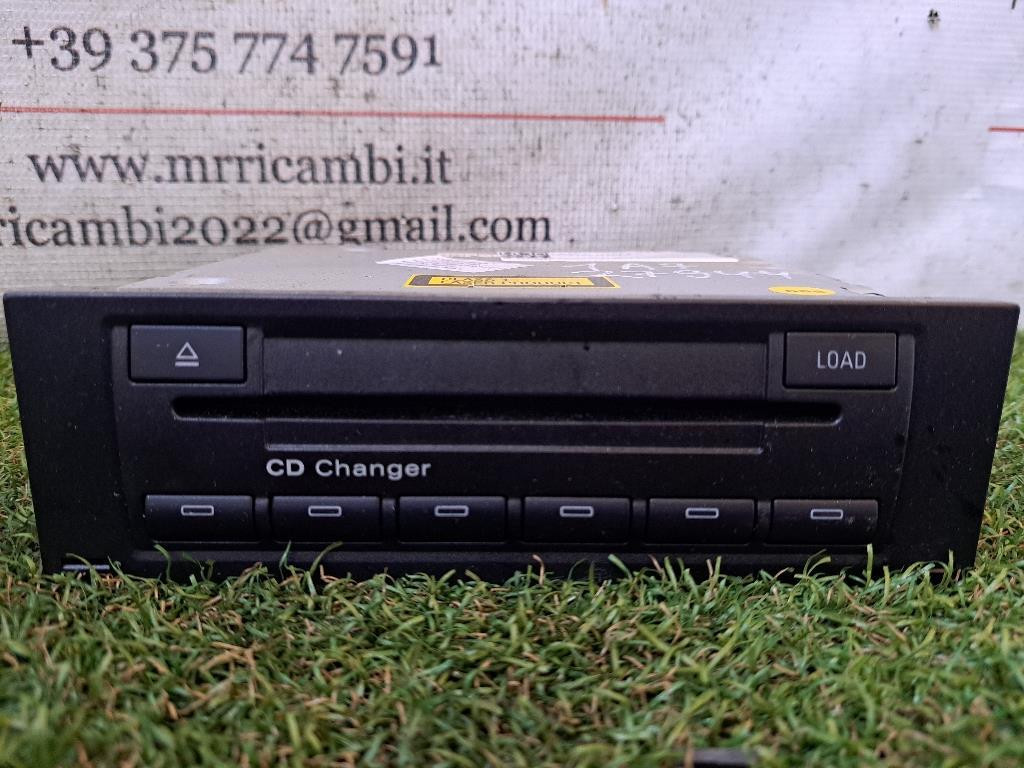 +39 375 774 7591
www.mrricambi.it
ricambi2022@gmail.com
LOAD
CD Changer